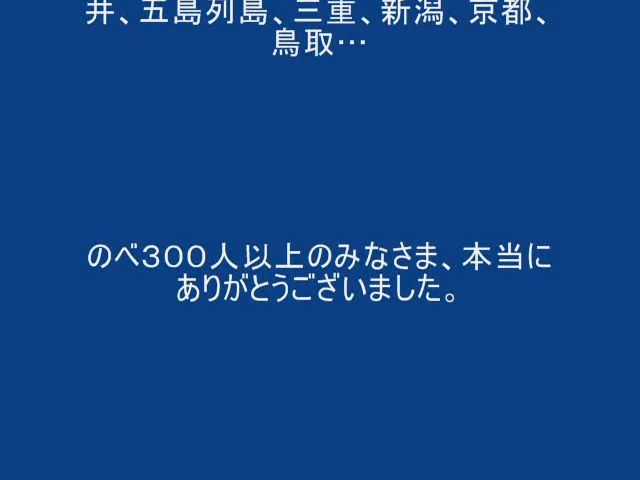 井、五島列島、三重、新潟、京都、
鳥取…
のべ300人以上のみなさま、本当に
ありがとうございました。